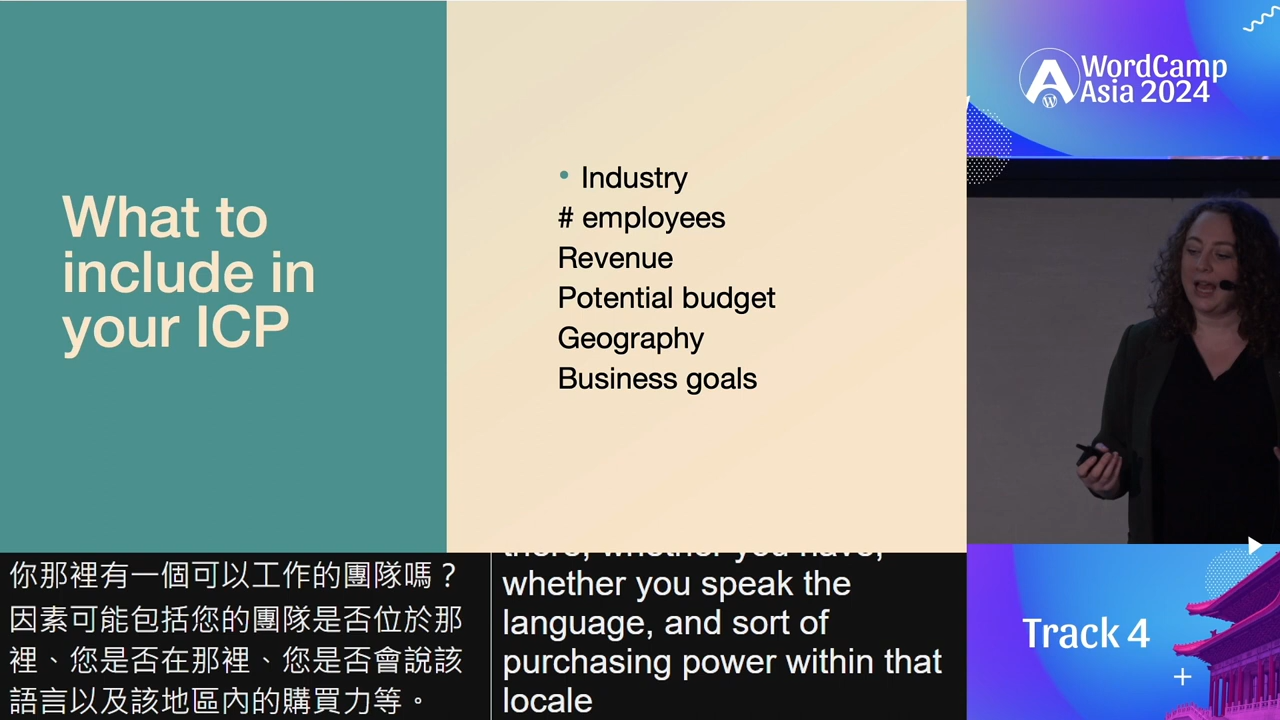 What to
include in
your ICP
• Industry
# employees
Revenue
Potential budget
Geography
Business goals
WordCamp
Asia 2024
你那裡有一個可以工作的團隊嗎？
因素可能包括您的團隊是否位於那
裡、您是否在那裡、您是否會說該
語言以及該地區內的購買力等。
there, whether you have,
whether you speak the
language, and sort of
purchasing power within that
locale
Track 4